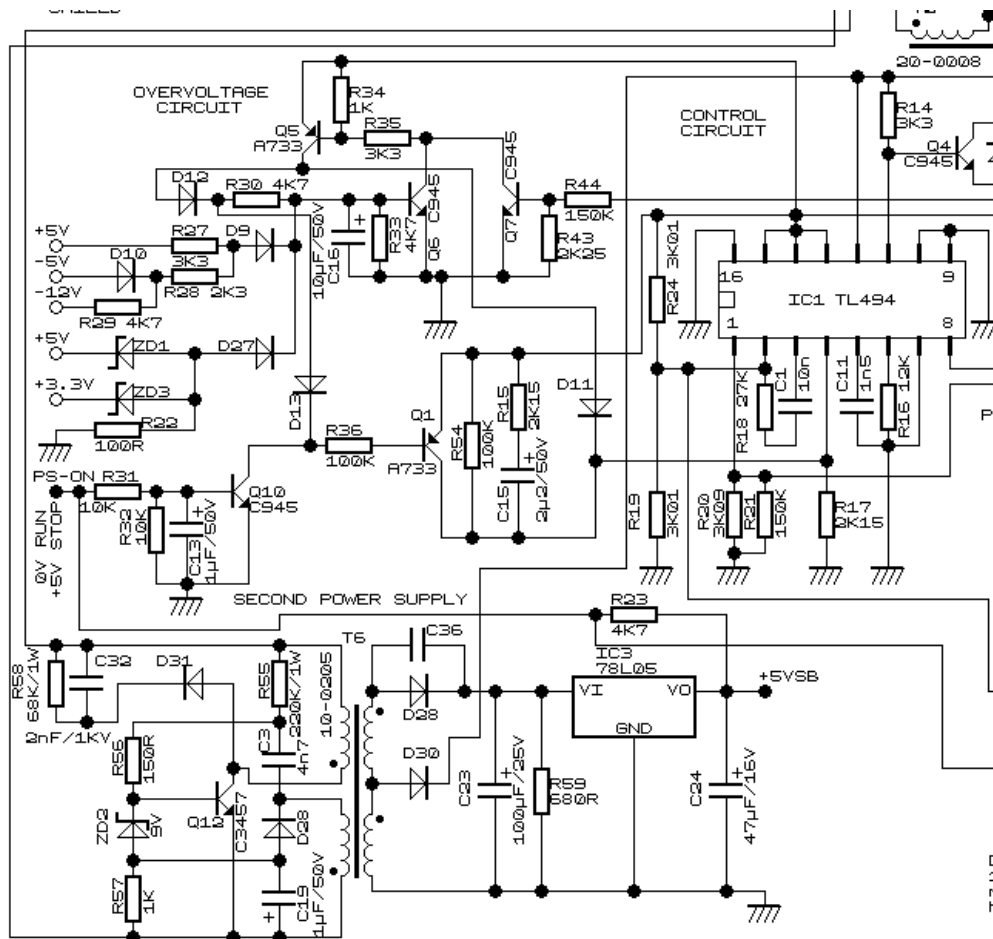 20-0008
OVERVOLTAGE
CIRCUIT
CONTROL
CIRCUIT
R34
1K
Q5
A733
R35
3K3
C945
R14
3K3
Q4
C945
D12
R30 4K7
C945
R44
150K
+5V
R27
D9
10µF/50V
C16
R33
4K7
Q6
Q7
R43
2K25
3K01
R24
-5V
D10
3K3
R28 2K3
-12V
R29 4K7
16
9
IC1 TL494
1
8
+5V
ZD1
D27
+3.3V
ZD3
R22
100R
D13
R36
100K
Q1
A733
R54
100K
R15
2K15
D11
R18 27K
C1
10n
C11
1n5
R16 12K
P
PS-ON
R31
10K
Q10
C945
C15
2µ2/50V
R32
10K
C13
1µF/50V
0V RUN
+5V STOP
R19
3K01
R20
3K09
R21
150K
R17
2K15
SECOND POWER SUPPLY
R23
4K7
T6
C36
IC3
78L05
R58
68K/1W
C32
D31
R55
220K/1W
10-0205
VI
VO
GND
+5VSB
D28
2nF/1KV
R56
150R
C3
4n7
D30
C23
100µF/25V
R59
680R
C24
47µF/16V
ZD2
9V
Q12
C3457
D28
R57
1K
C19
1µF/50V